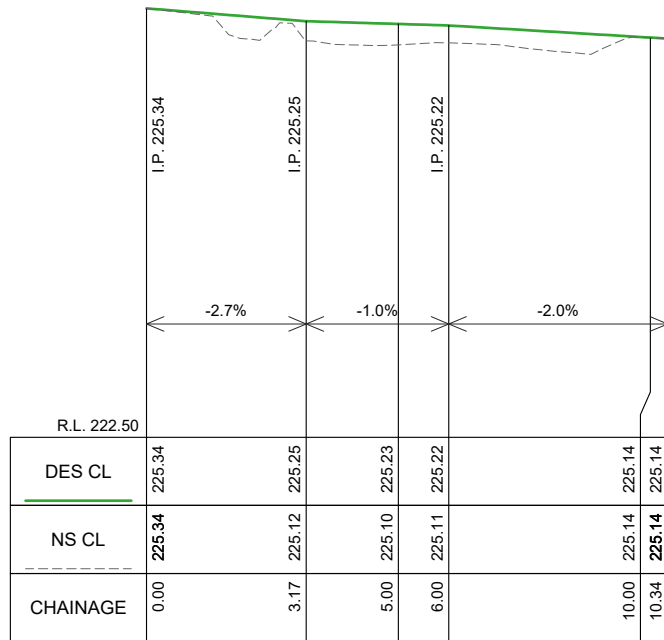 I.P. 225.34
I.P. 225.25
I.P. 225.22
-2.7%
-1.0%
-2.0%
R.L. 222.50
DES CL 225.34 225.25 225.23 225.22 225.14 225.14
NS CL 225.34 225.12 225.10 225.11 225.14 225.14
CHAINAGE 0.00 3.17 5.00 6.00 10.00 10.34